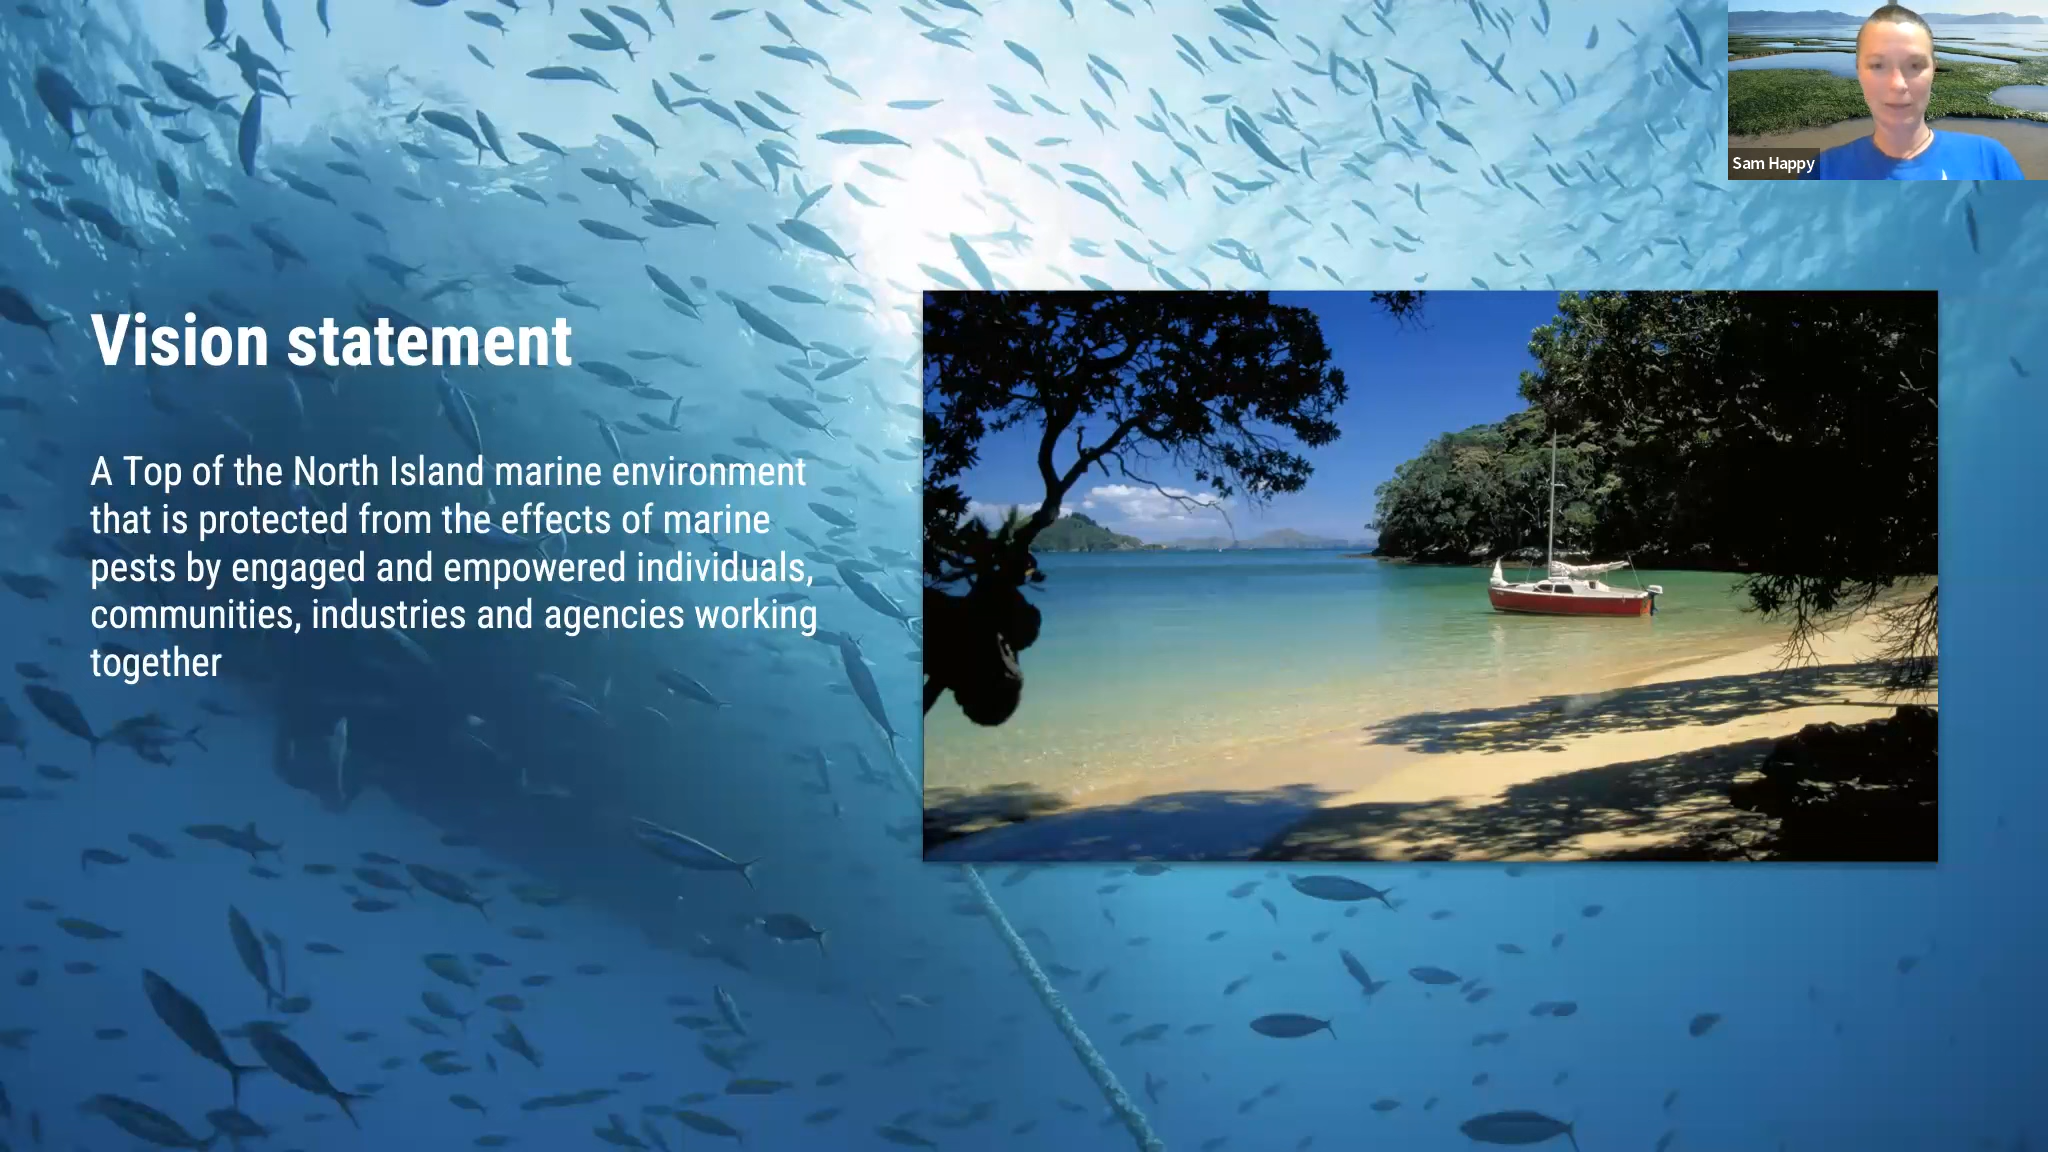 Sam Happy
Vision statement
A Top of the North Island marine environment
that is protected from the effects of marine
pests by engaged and empowered individuals,
communities, industries and agencies working
together